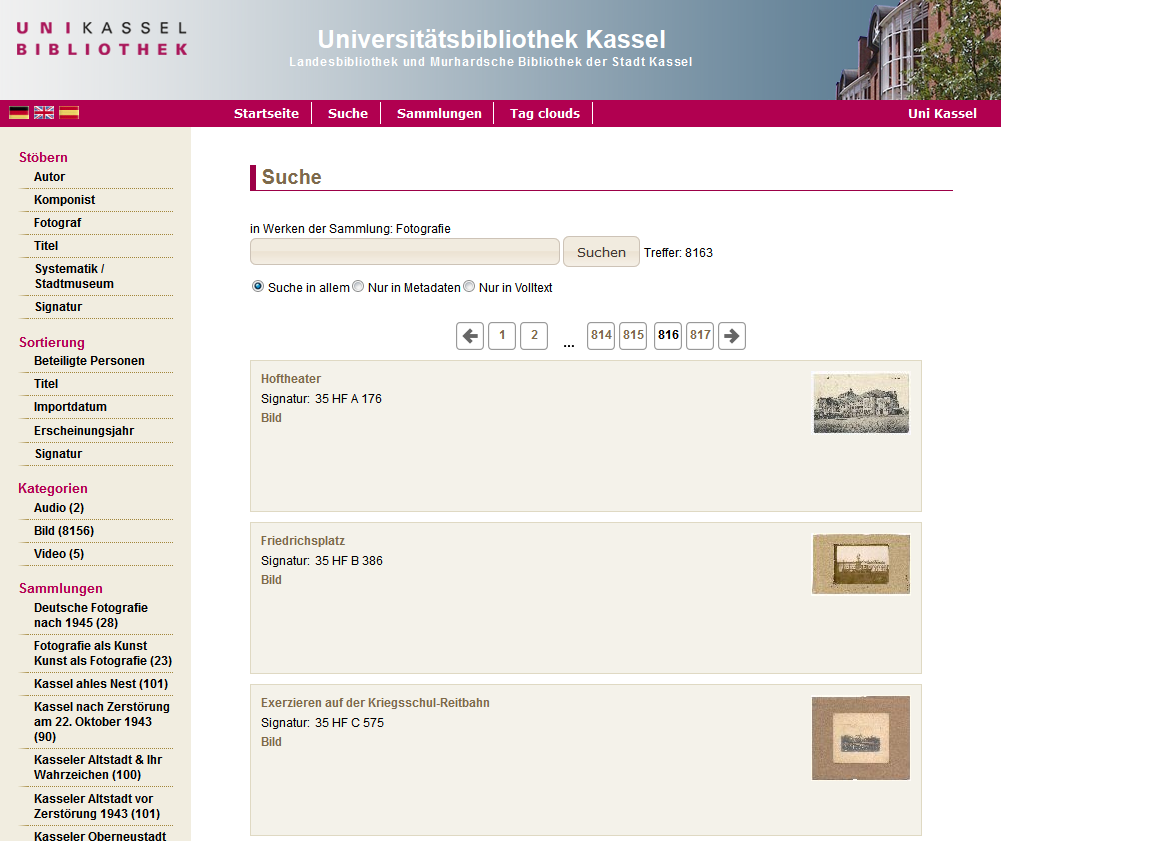 UNIKASSEL
BIBLIOTHEK
Universitätsbibliothek Kassel
Landesbibliothek und Murhardsche Bibliothek der Stadt Kassel
Startseite
Suche
Sammlungen
Tag clouds
Uni Kassel
Stöbern
Autor
Komponist
Fotograf
Titel
Systematik /
Stadtmuseum
Signatur
Sortierung
Beteiligte Personen
Titel
Importdatum
Erscheinungsjahr
Signatur
Kategorien
Audio (2)
Bild (8156)
Video (5)
Sammlungen
Deutsche Fotografie
nach 1945 (28)
Fotografie als Kunst
Kunst als Fotografie (23)
Kassel ahles Nest (101)
Kassel nach Zerstörung
am 22. Oktober 1943
(90)
Kasseler Altstadt & Ihr
Wahrzeichen (100)
Kasseler Altstadt vor
Zerstörung 1943 (101)
Kasseler Oberneustadt
Suche
in Werken der Sammlung: Fotografie
Suchen Treffer: 8163
Suche in allem Nur in Metadaten Nur in Volltext
1 2 ... 814 815 816 817
Hoftheater
Signatur: 35 HF A 176
Bild
Friedrichsplatz
Signatur: 35 HF B 386
Bild
Exerzieren auf der Kriegsschul-Reitbahn
Signatur: 35 HF C 575
Bild